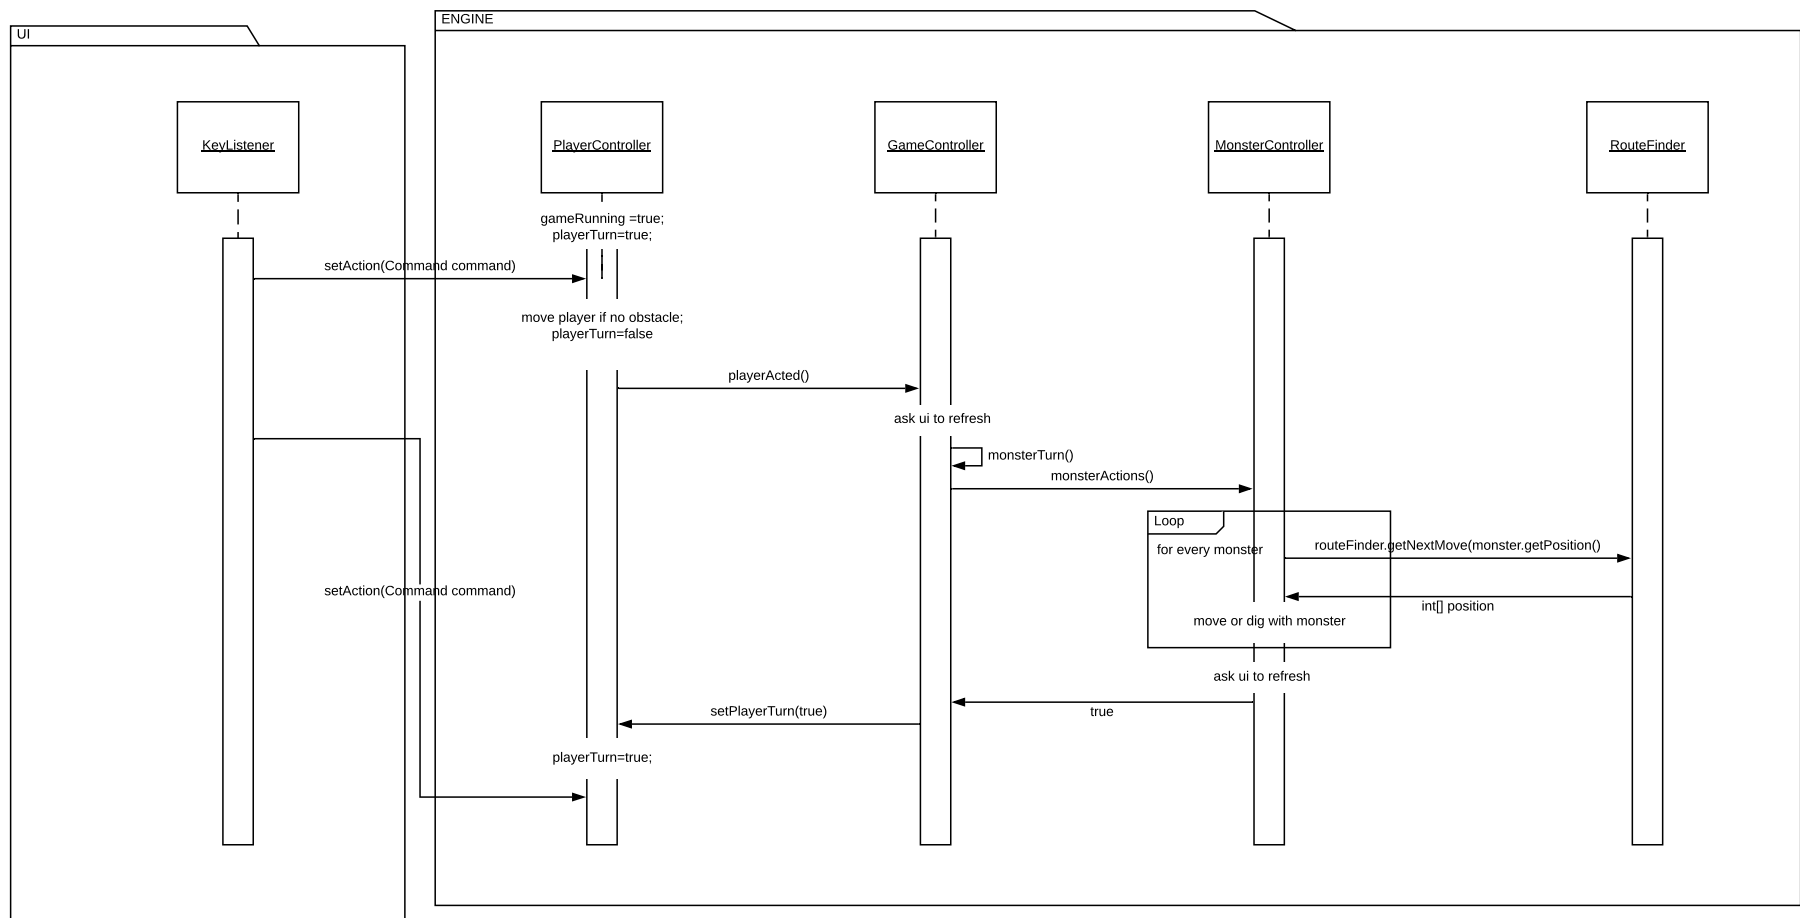 ENGINE
UI
KeyListener
PlayerController
GameController
MonsterController
RouteFinder
gameRunning =true;
playerTurn=true;
setAction(Command command)
move player if no obstacle;
playerTurn=false
playerActed()
ask ui to refresh
monsterTurn()
monsterActions()
Loop
for every monster
routeFinder.getNextMove(monster.getPosition()
setAction(Command command)
int[] position
move or dig with monster
ask ui to refresh
setPlayerTurn(true)
true
playerTurn=true;